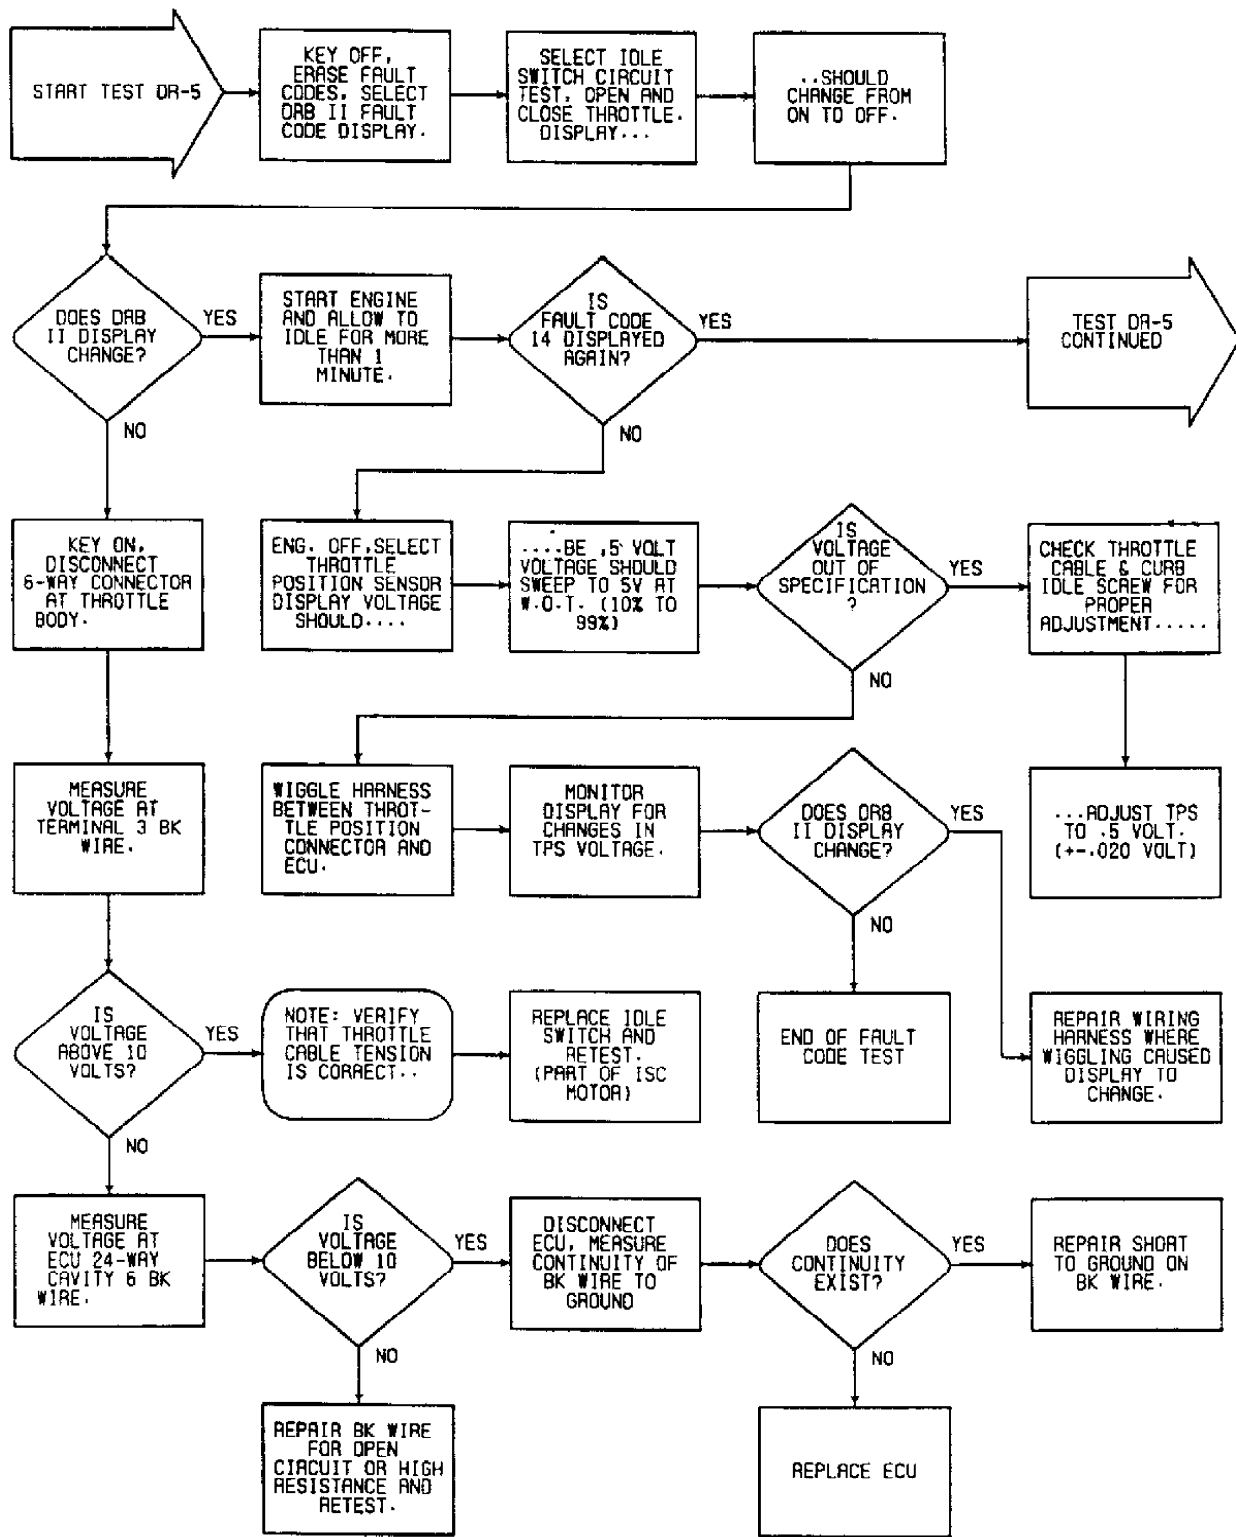 START TEST DR-5
KEY OFF,
ERASE FAULT
CODES, SELECT
DRB II FAULT
CODE DISPLAY.
SELECT IDLE
SWITCH CIRCUIT
TEST, OPEN AND
CLOSE THROTTLE.
DISPLAY...
..SHOULD
CHANGE FROM
ON TO OFF.
DOES DRB
II DISPLAY
CHANGE?
YES
NO
START ENGINE
AND ALLOW TO
IDLE FOR MORE
THAN 1
MINUTE.
IS
FAULT CODE
14 DISPLAYED
AGAIN?
YES
NO
TEST DR-5
CONTINUED
KEY ON,
DISCONNECT
6-WAY CONNECTOR
AT THROTTLE
BODY.
ENG. OFF,SELECT
THROTTLE
POSITION SENSOR
DISPLAY VOLTAGE
SHOULD....
....BE .5 VOLT
VOLTAGE SHOULD
SWEEP TO 5V AT
W.O.T. (10% TO
99%)
IS
VOLTAGE
OUT OF
SPECIFICATION
?
YES
NO
CHECK THROTTLE
CABLE & CURB
IDLE SCREW FOR
PROPER
ADJUSTMENT.....
MEASURE
VOLTAGE AT
TERMINAL 3 BK
WIRE.
WIGGLE HARNESS
BETWEEN THROT-
TLE POSITION
CONNECTOR AND
ECU.
MONITOR
DISPLAY FOR
CHANGES IN
TPS VOLTAGE.
DOES DRB
II DISPLAY
CHANGE?
YES
NO
...ADJUST TPS
TO .5 VOLT.
(+-.020 VOLT)
IS
VOLTAGE
ABOVE 10
VOLTS?
YES
NO
NOTE: VERIFY
THAT THROTTLE
CABLE TENSION
IS CORRECT..
REPLACE IDLE
SWITCH AND
RETEST.
(PART OF ISC
MOTOR)
END OF FAULT
CODE TEST
REPAIR WIRING
HARNESS WHERE
WIGGLING CAUSED
DISPLAY TO
CHANGE.
MEASURE
VOLTAGE AT
ECU 24-WAY
CAVITY 6 BK
WIRE.
IS
VOLTAGE
BELOW 10
VOLTS?
YES
NO
DISCONNECT
ECU, MEASURE
CONTINUITY OF
BK WIRE TO
GROUND
DOES
CONTINUITY
EXIST?
YES
NO
REPAIR SHORT
TO GROUND ON
BK WIRE.
REPAIR BK WIRE
FOR OPEN
CIRCUIT OR HIGH
RESISTANCE AND
RETEST.
REPLACE ECU